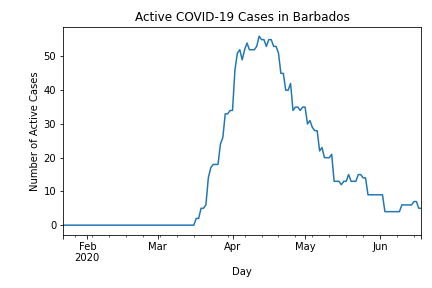 Active COVID-19 Cases in Barbados
Number of Active Cases
50
40
30
20
10
0
Feb Mar Apr May Jun
2020
Day